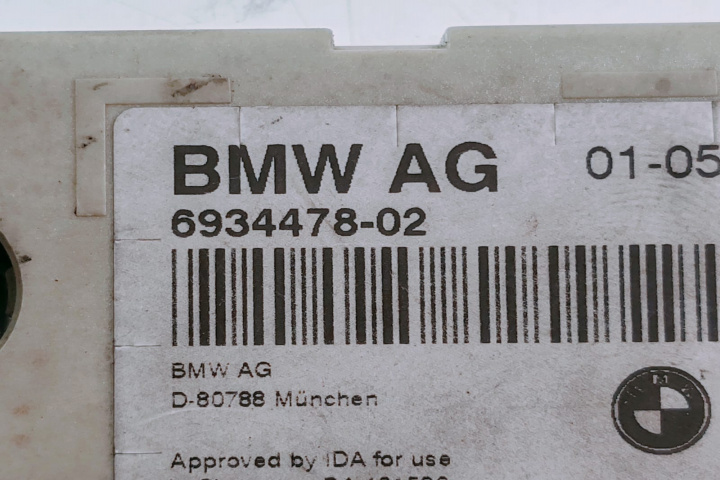 BMW AG 01-05
6934478-02
BMW AG
D-80788 München
Approved by IDA for use